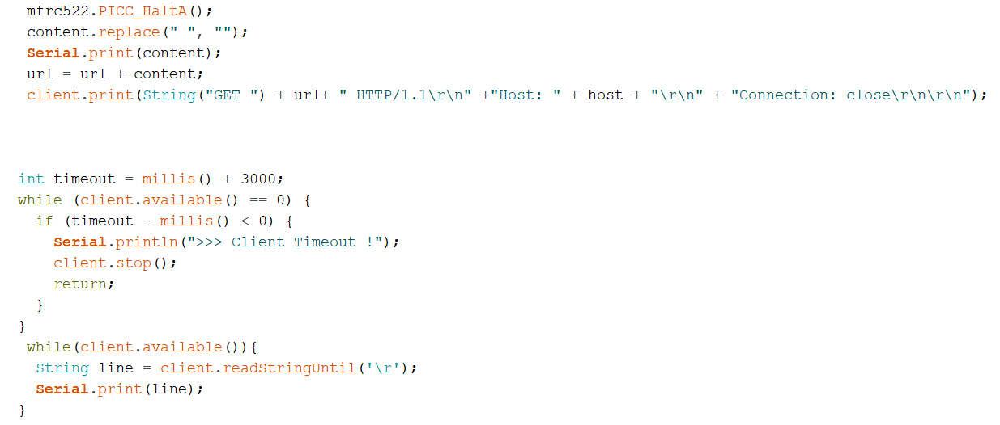 mfrc522.PICC_HaltA();
content.replace(" ", "");
Serial.print(content);
url = url + content;
client.print(String("GET ") + url+ " HTTP/1.1\r\n" +"Host: " + host + "\r\n" + "Connection: close\r\n\r\n");
int timeout = millis() + 3000;
while (client.available() == 0) {
if (timeout - millis() < 0) {
Serial.println(">>> Client Timeout !");
client.stop();
return;
}
}
while(client.available()){
String line = client.readStringUntil('\r');
Serial.print(line);
}